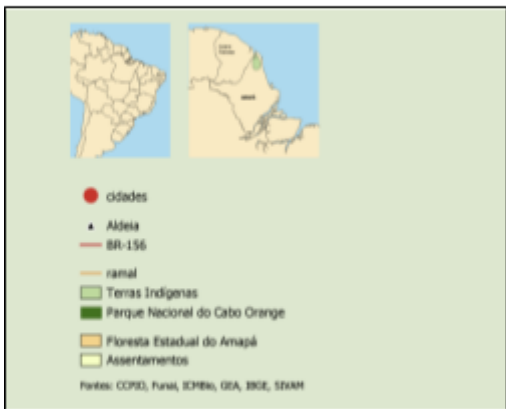 AMAPÁ
cidades
Aldeia
BR-156
ramal
Terras Indígenas
Parque Nacional do Cabo Orange
Floresta Estadual do Amapá
Assentamentos
Fontes: CCPIO, Funai, ICMBio, GEA, IBGE, SIVAM